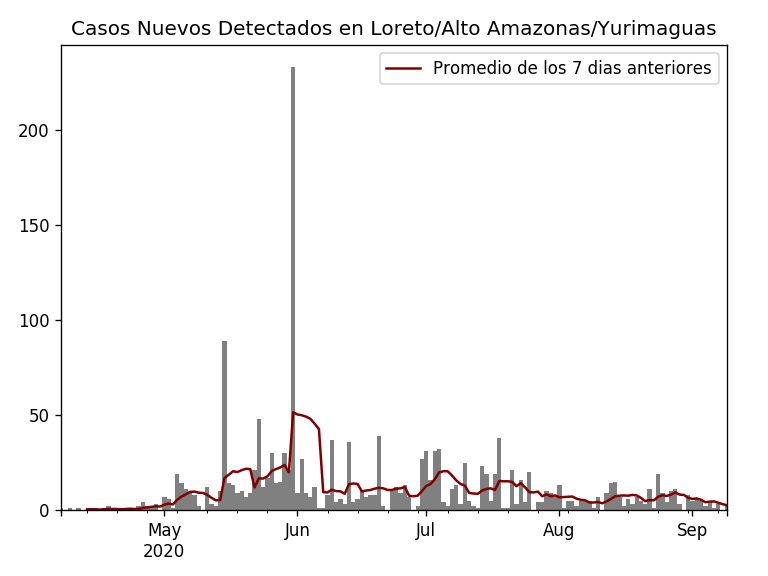 Casos Nuevos Detectados en Loreto/Alto Amazonas/Yurimaguas
Promedio de los 7 dias anteriores
200
150
100
50
0
May Jun Jul Aug Sep
2020